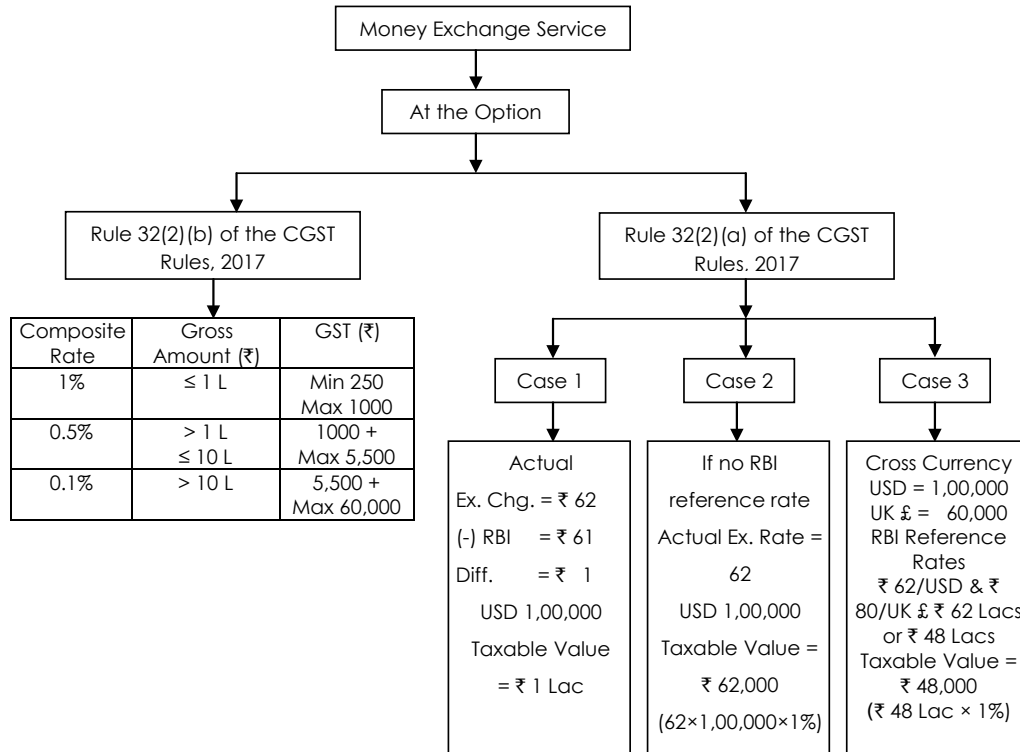 Money Exchange Service
At the Option
Rule 32(2)(b) of the CGST
Rules, 2017
Composite
Rate
Gross
Amount (₹)
GST (₹)
1%
≤ 1 L
Min 250
Max 1000
0.5%
> 1 L
≤ 10 L
1000 +
Max 5,500
0.1%
> 10 L
5,500 +
Max 60,000
Rule 32(2)(a) of the CGST
Rules. 2017
Case 1
Actual
Ex. Chg. = ₹ 62
(-) RBI = ₹ 61
Diff. = ₹ 1
USD 1,00,000
Taxable Value
= ₹ 1 Lac
Case 2
If no RBI
reference rate
Actual Ex. Rate =
62
USD 1,00,000
Taxable Value =
₹ 62,000
(62×1,00,000×1%)
Case 3
Cross Currency
USD = 1,00,000
UK £ = 60,000
RBI Reference
Rates
₹ 62/USD & ₹
80/UK £ ₹ 62 Lacs
or ₹ 48 Lacs
Taxable Value =
₹ 48,000
(₹ 48 Lac × 1%)